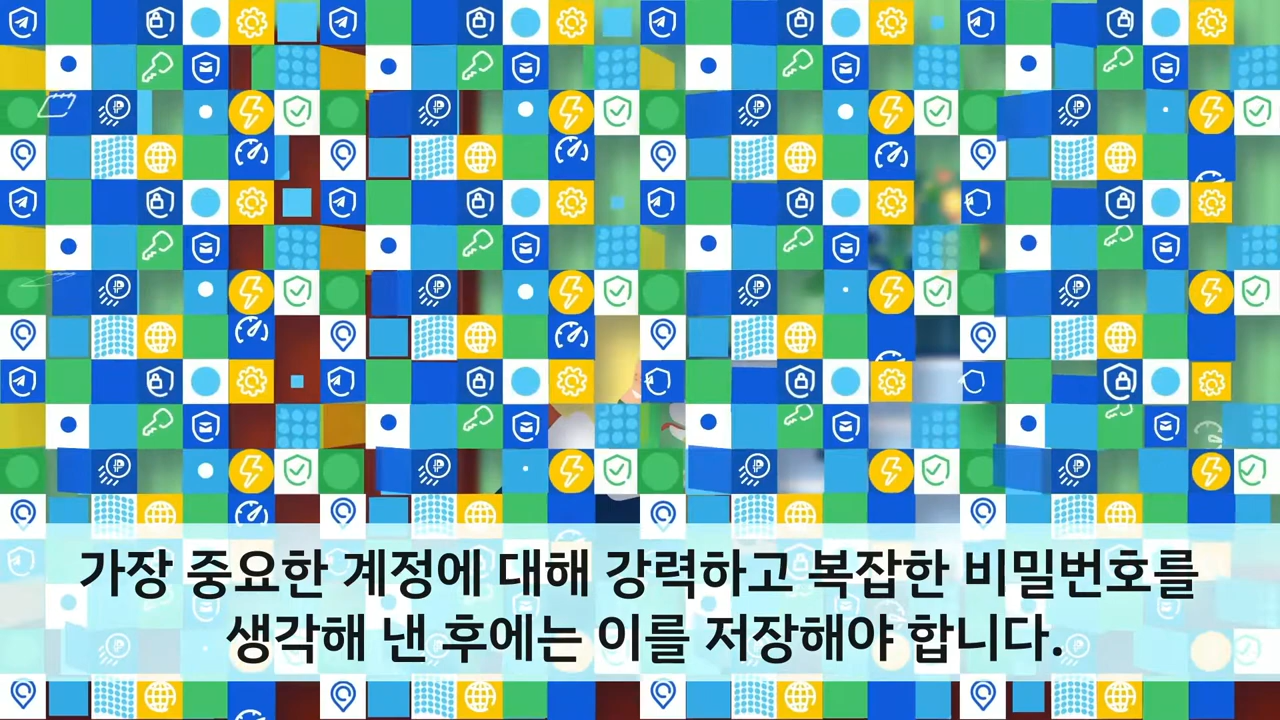 가장 중요한 계정에 대해 강력하고 복잡한 비밀번호를
생각해 낸 후에는 이를 저장해야 합니다.